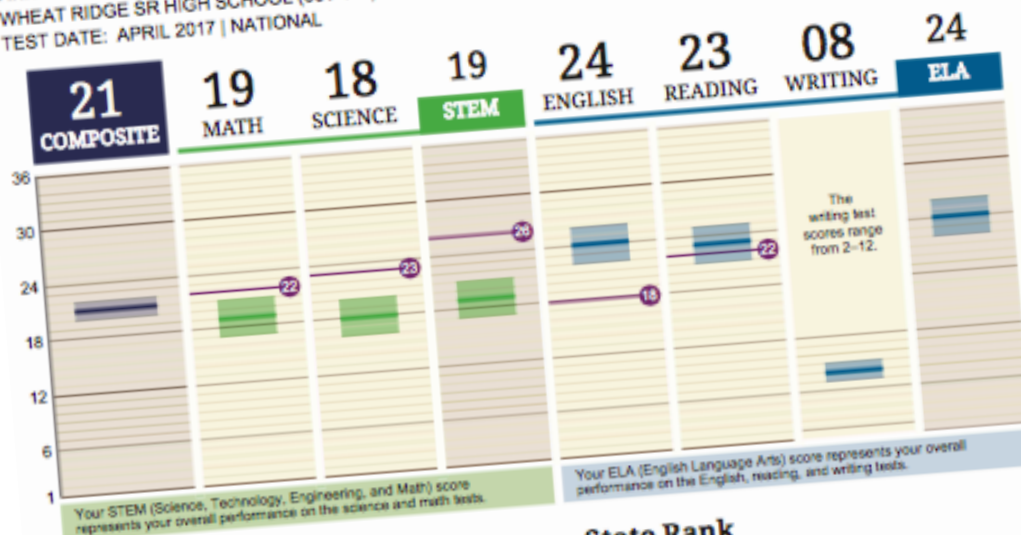 WHEAT RIDGE SR HIGH SCHOOL
TEST DATE: APRIL 2017 | NATIONAL
21
COMPOSITE
19
MATH
18
SCIENCE
19
STEM
24
ENGLISH
23
READING
08
WRITING
24
ELA
36
30
24
18
12
6
1
22
23
26
18
22
The
writing test
scores range
from 2–12.
Your STEM (Science, Technology, Engineering, and Math) score
represents your overall performance on the science and math tests.
Your ELA (English Language Arts) score represents your overall
performance on the English, reading, and writing tests.
State Rank